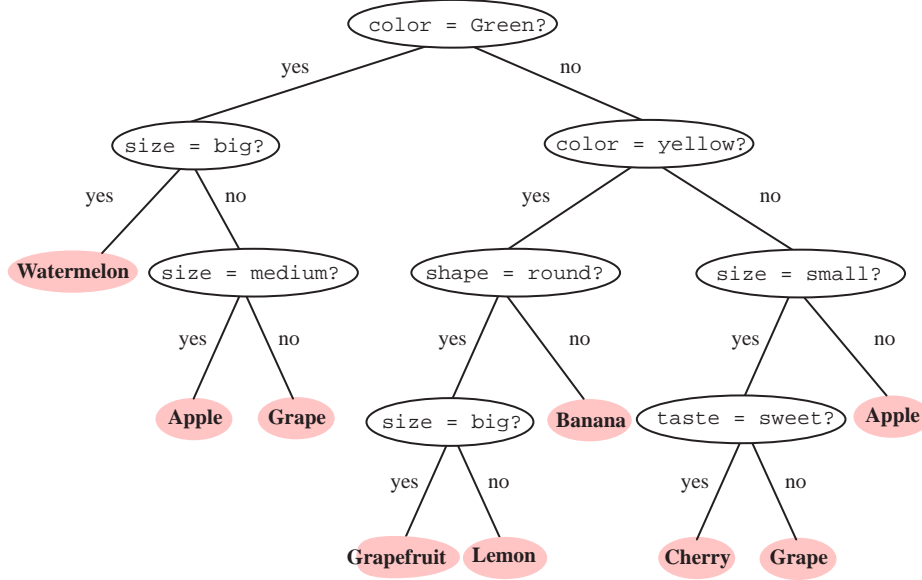 color = Green?
yes
no
size = big?
color = yellow?
yes
no
yes
no
Watermelon
size = medium?
shape = round?
size = small?
yes
no
yes
no
yes
no
Apple
Grape
size = big?
Banana
taste = sweet?
Apple
yes
no
yes
no
Grapefruit
Lemon
Cherry
Grape